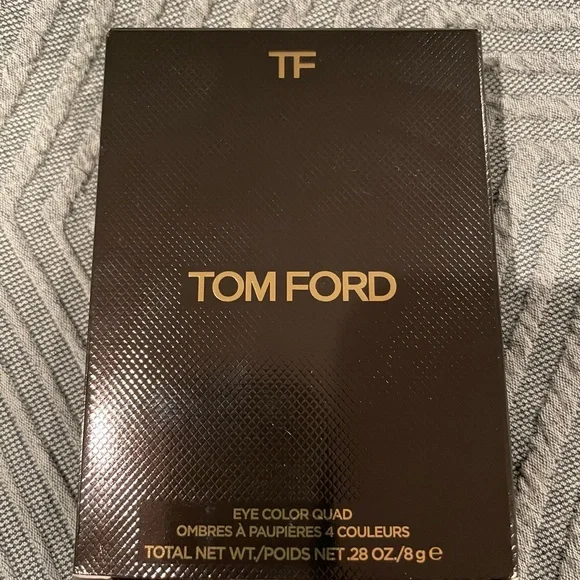 TF
TOM FORD
EYE COLOR QUAD
OMBRES À PAUPIÈRES 4 COULEURS
TOTAL NET WT./POIDS NET .28 OZ./8 g ℮